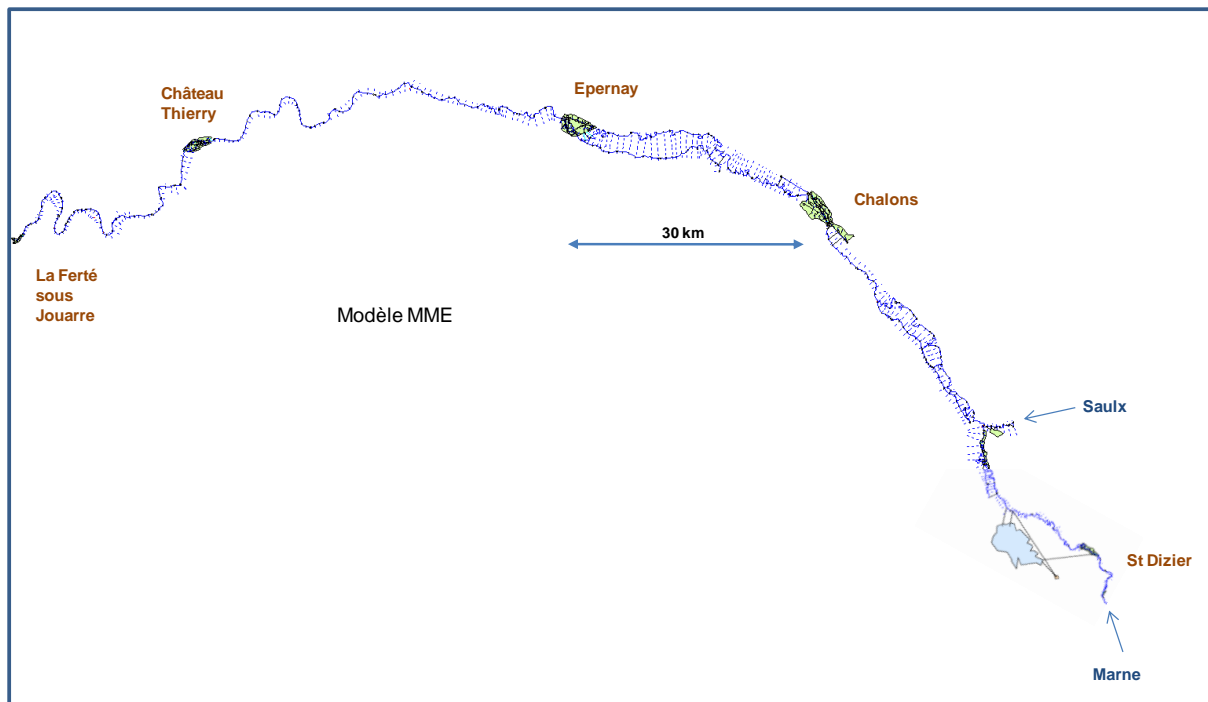 Château
Thierry
Epernay
Chalons
30 km
La Ferté
sous
Jouarre
Modèle MME
Saulx
St Dizier
Marne